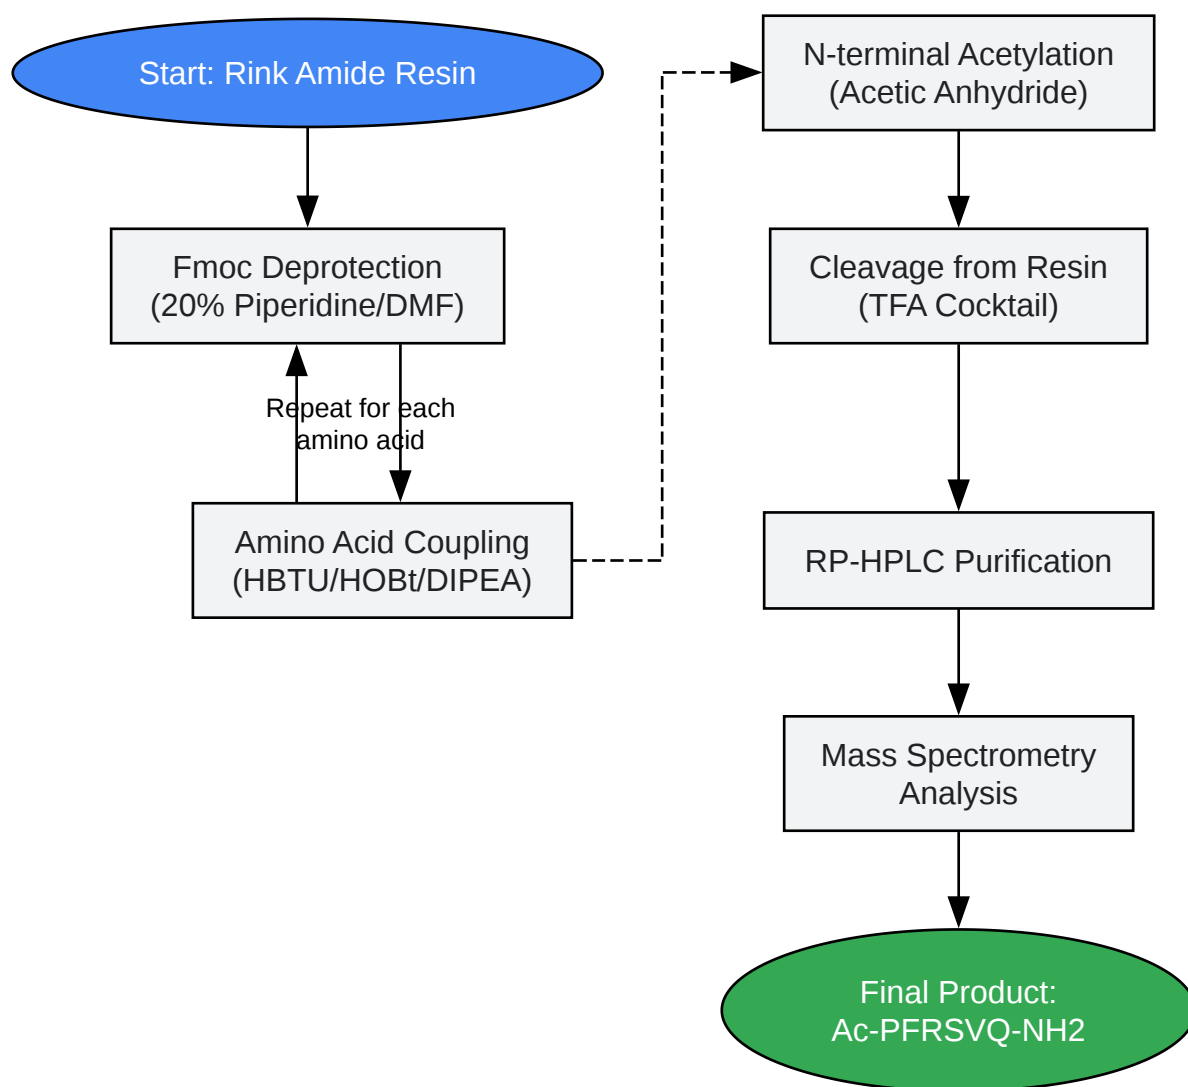 Start: Rink Amide Resin
Fmoc Deprotection
(20% Piperidine/DMF)
Repeat for each
amino acid
Amino Acid Coupling
(HBTU/HOBt/DIPEA)
N-terminal Acetylation
(Acetic Anhydride)
Cleavage from Resin
(TFA Cocktail)
RP-HPLC Purification
Mass Spectrometry
Analysis
Final Product:
Ac-PFRSVQ-NH2